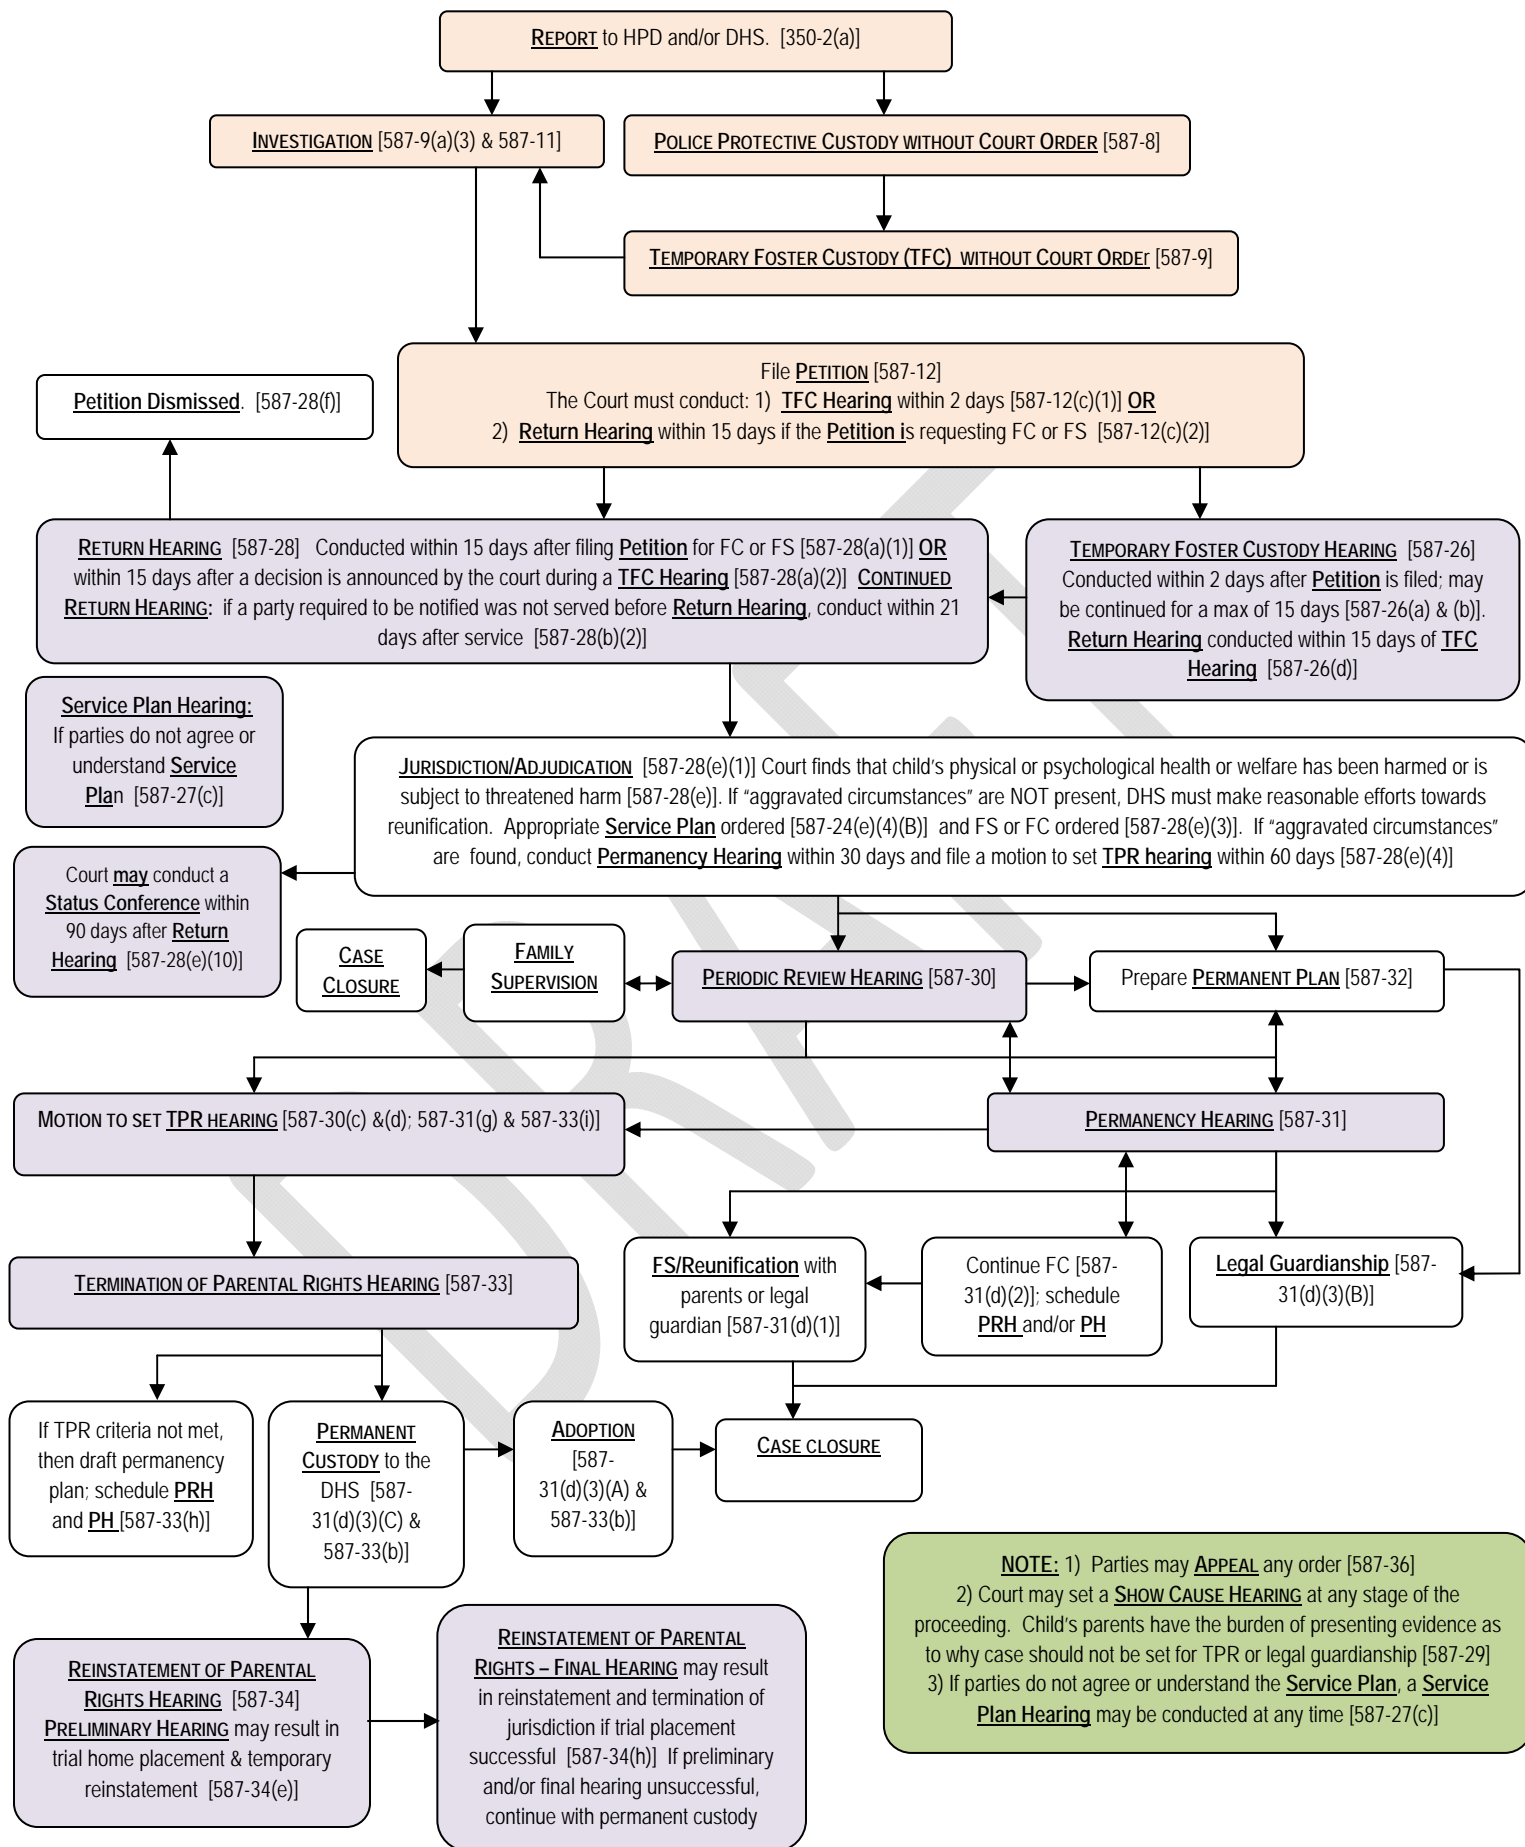 REPORT to HPD and/or DHS. [350-2(a)]
INVESTIGATION [587-9(a)(3) & 587-11]
POLICE PROTECTIVE CUSTODY WITHOUT COURT ORDER [587-8]
TEMPORARY FOSTER CUSTODY (TFC) WITHOUT COURT ORDEr [587-9]
File PETITION [587-12]
The Court must conduct: 1) TFC Hearing within 2 days [587-12(c)(1)] OR
2) Return Hearing within 15 days if the Petition is requesting FC or FS [587-12(c)(2)]
Petition Dismissed. [587-28(f)]
RETURN HEARING [587-28] Conducted within 15 days after filing Petition for FC or FS [587-28(a)(1)] OR
within 15 days after a decision is announced by the court during a TFC Hearing [587-28(a)(2)] CONTINUED
RETURN HEARING: if a party required to be notified was not served before Return Hearing, conduct within 21
days after service [587-28(b)(2)]
TEMPORARY FOSTER CUSTODY HEARING [587-26]
Conducted within 2 days after Petition is filed; may
be continued for a max of 15 days [587-26(a) & (b)].
Return Hearing conducted within 15 days of TFC
Hearing [587-26(d)]
Service Plan Hearing:
If parties do not agree or
understand Service
Plan [587-27(c)]
JURISDICTION/ADJUDICATION [587-28(e)(1)] Court finds that child's physical or psychological health or welfare has been harmed or is
subject to threatened harm [587-28(e)]. If "aggravated circumstances" are NOT present, DHS must make reasonable efforts towards
reunification. Appropriate Service Plan ordered [587-24(e)(4)(B)] and FS or FC ordered [587-28(e)(3)]. If "aggravated circumstances"
are found, conduct Permanency Hearing within 30 days and file a motion to set TPR hearing within 60 days [587-28(e)(4)]
Court may conduct a
Status Conference within
90 days after Return
Hearing [587-28(e)(10)]
CASE
CLOSURE
FAMILY
SUPERVISION
PERIODIC REVIEW HEARING [587-30]
Prepare PERMANENT PLAN [587-32]
MOTION TO SET TPR HEARING [587-30(c) &(d); 587-31(g) & 587-33(i)]
PERMANENCY HEARING [587-31]
TERMINATION OF PARENTAL RIGHTS HEARING [587-33]
FS/Reunification with
parents or legal
guardian [587-31(d)(1)]
Continue FC [587-
31(d)(2)]; schedule
PRH and/or PH
Legal Guardianship [587-
31(d)(3)(B)]
If TPR criteria not met,
then draft permanency
plan; schedule PRH
and PH [587-33(h)]
PERMANENT
CUSTODY to the
DHS [587-
31(d)(3)(C) &
587-33(b)]
ADOPTION
[587-
31(d)(3)(A) &
587-33(b)]
CASE CLOSURE
REINSTATEMENT OF PARENTAL
RIGHTS HEARING [587-34]
PRELIMINARY HEARING may result in
trial home placement & temporary
reinstatement [587-34(e)]
REINSTATEMENT OF PARENTAL
RIGHTS – FINAL HEARING may result
in reinstatement and termination of
jurisdiction if trial placement
successful [587-34(h)] If preliminary
and/or final hearing unsuccessful,
continue with permanent custody
NOTE: 1) Parties may APPEAL any order [587-36]
2) Court may set a SHOW CAUSE HEARING at any stage of the
proceeding. Child's parents have the burden of presenting evidence as
to why case should not be set for TPR or legal guardianship [587-29]
3) If parties do not agree or understand the Service Plan, a Service
Plan Hearing may be conducted at any time [587-27(c)]
DRAFT